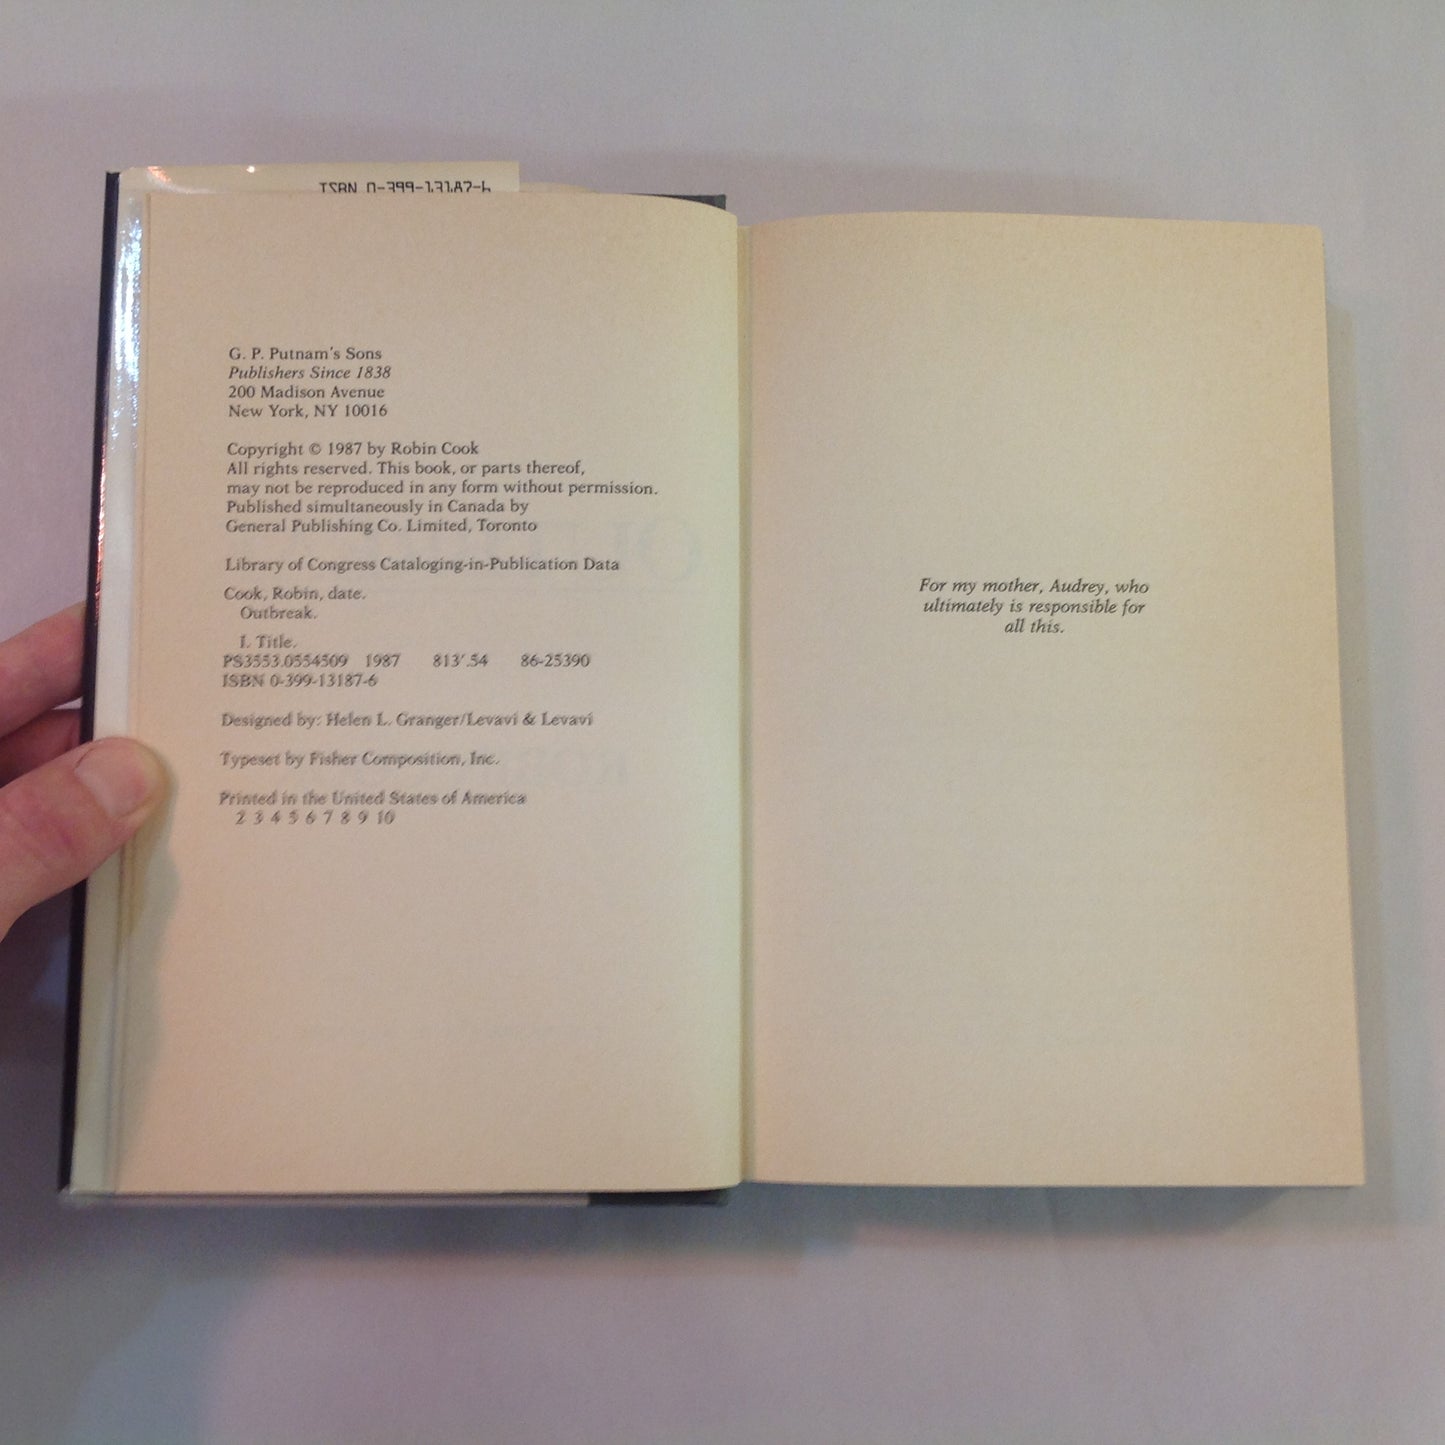 ISBN 0-399-13187-6
G. P. Putnam's Sons
Publishers Since 1838
200 Madison Avenue
New York, NY 10016
Copyright © 1987 by Robin Cook
All rights reserved. This book, or parts thereof,
may not be reproduced in any form without permission.
Published simultaneously in Canada by
General Publishing Co. Limited, Toronto
Library of Congress Cataloging-in-Publication Data
Cook, Robin, date.
Outbreak.
I. Title.
PS3553.O554509 1987 813'.54 86-25390
ISBN 0-399-13187-6
Designed by: Helen L. Granger/Levavi & Levavi
Typeset by Fisher Composition, Inc.
Printed in the United States of America
2 3 4 5 6 7 8 9 10
For my mother, Audrey, who
ultimately is responsible for
all this.